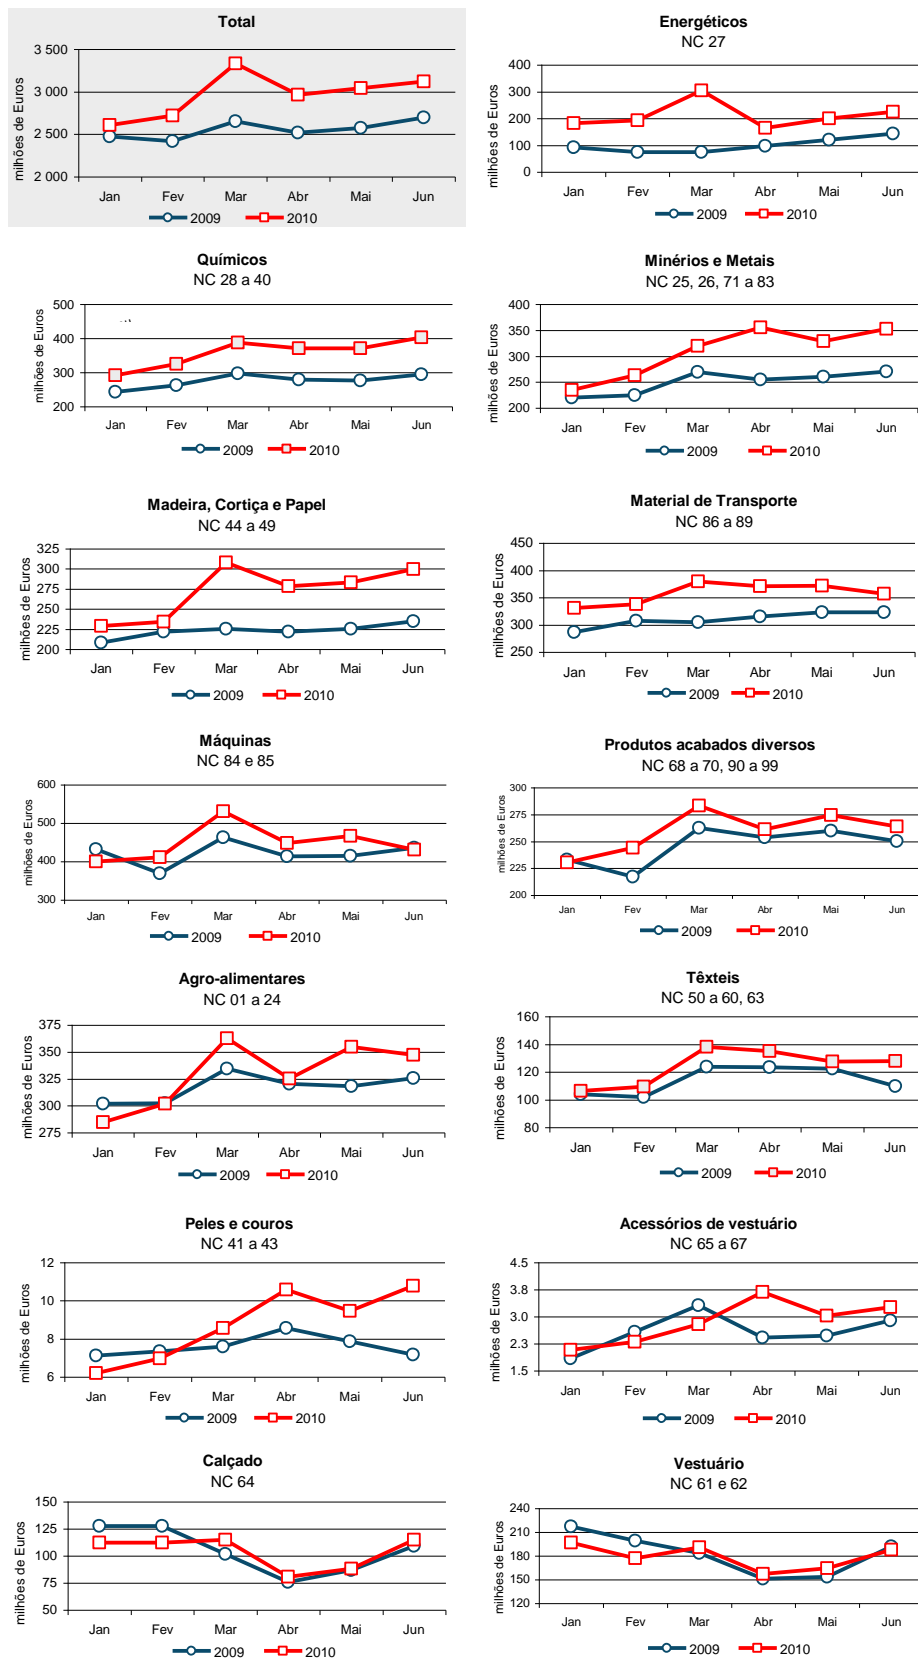 Total
milhões de Euros
3 500
3 000
2 500
2 000
Jan Fev Mar Abr Mai Jun
2009 2010
Energéticos
NC 27
milhões de Euros
400
300
200
100
0
Jan Fev Mar Abr Mai Jun
2009 2010
Químicos
NC 28 a 40
milhões de Euros
500
400
300
200
Jan Fev Mar Abr Mai Jun
2009 2010
Minérios e Metais
NC 25, 26, 71 a 83
milhões de Euros
400
350
300
250
200
Jan Fev Mar Abr Mai Jun
2009 2010
Madeira, Cortiça e Papel
NC 44 a 49
milhões de Euros
325
300
275
250
225
200
Jan Fev Mar Abr Mai Jun
2009 2010
Material de Transporte
NC 86 a 89
milhões de Euros
450
400
350
300
250
Jan Fev Mar Abr Mai Jun
2009 2010
Máquinas
NC 84 e 85
milhões de Euros
600
500
400
300
Jan Fev Mar Abr Mai Jun
2009 2010
Produtos acabados diversos
NC 68 a 70, 90 a 99
milhões de Euros
300
275
250
225
200
Jan Fev Mar Abr Mai Jun
2009 2010
Agro-alimentares
NC 01 a 24
milhões de Euros
375
350
325
300
275
Jan Fev Mar Abr Mai Jun
2009 2010
Têxteis
NC 50 a 60, 63
milhões de Euros
160
140
120
100
80
Jan Fev Mar Abr Mai Jun
2009 2010
Peles e couros
NC 41 a 43
milhões de Euros
12
10
8
6
Jan Fev Mar Abr Mai Jun
2009 2010
Acessórios de vestuário
NC 65 a 67
milhões de Euros
4.5
3.8
3.0
2.3
1.5
Jan Fev Mar Abr Mai Jun
2009 2010
Calçado
NC 64
milhões de Euros
150
125
100
75
50
Jan Fev Mar Abr Mai Jun
2009 2010
Vestuário
NC 61 e 62
milhões de Euros
240
210
180
150
120
Jan Fev Mar Abr Mai Jun
2009 2010